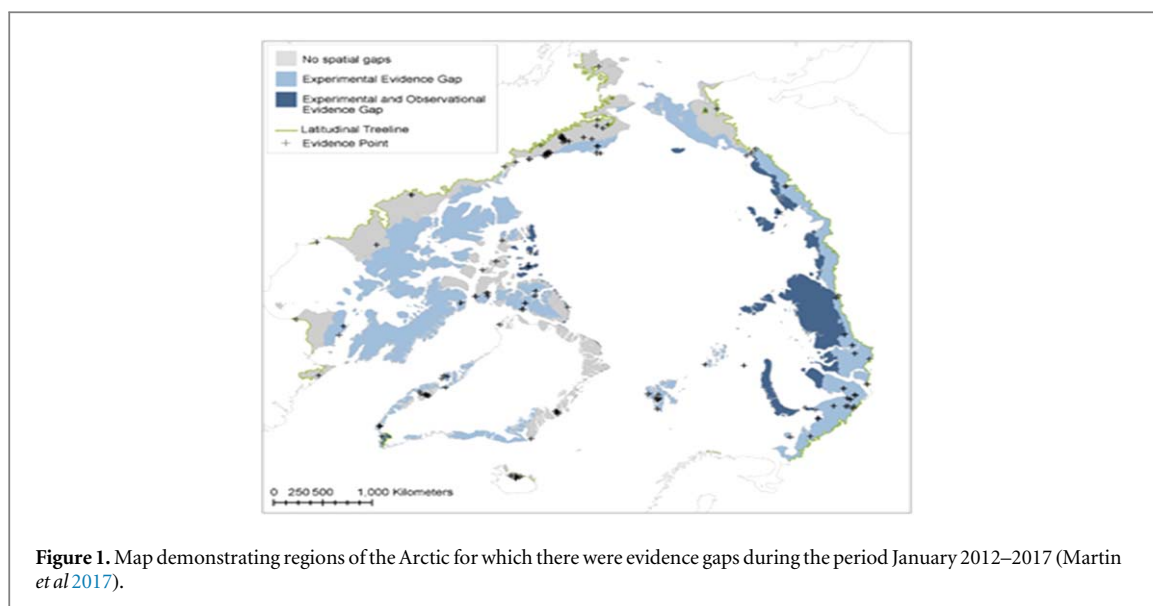 No spatial gaps
Experimental Evidence Gap
Experimental and Observational
Evidence Gap
Latitudinal Treeline
+ Evidence Point
0 250 500 1,000 Kilometers
Figure 1. Map demonstrating regions of the Arctic for which there were evidence gaps during the period January 2012–2017 (Martin
et al 2017).